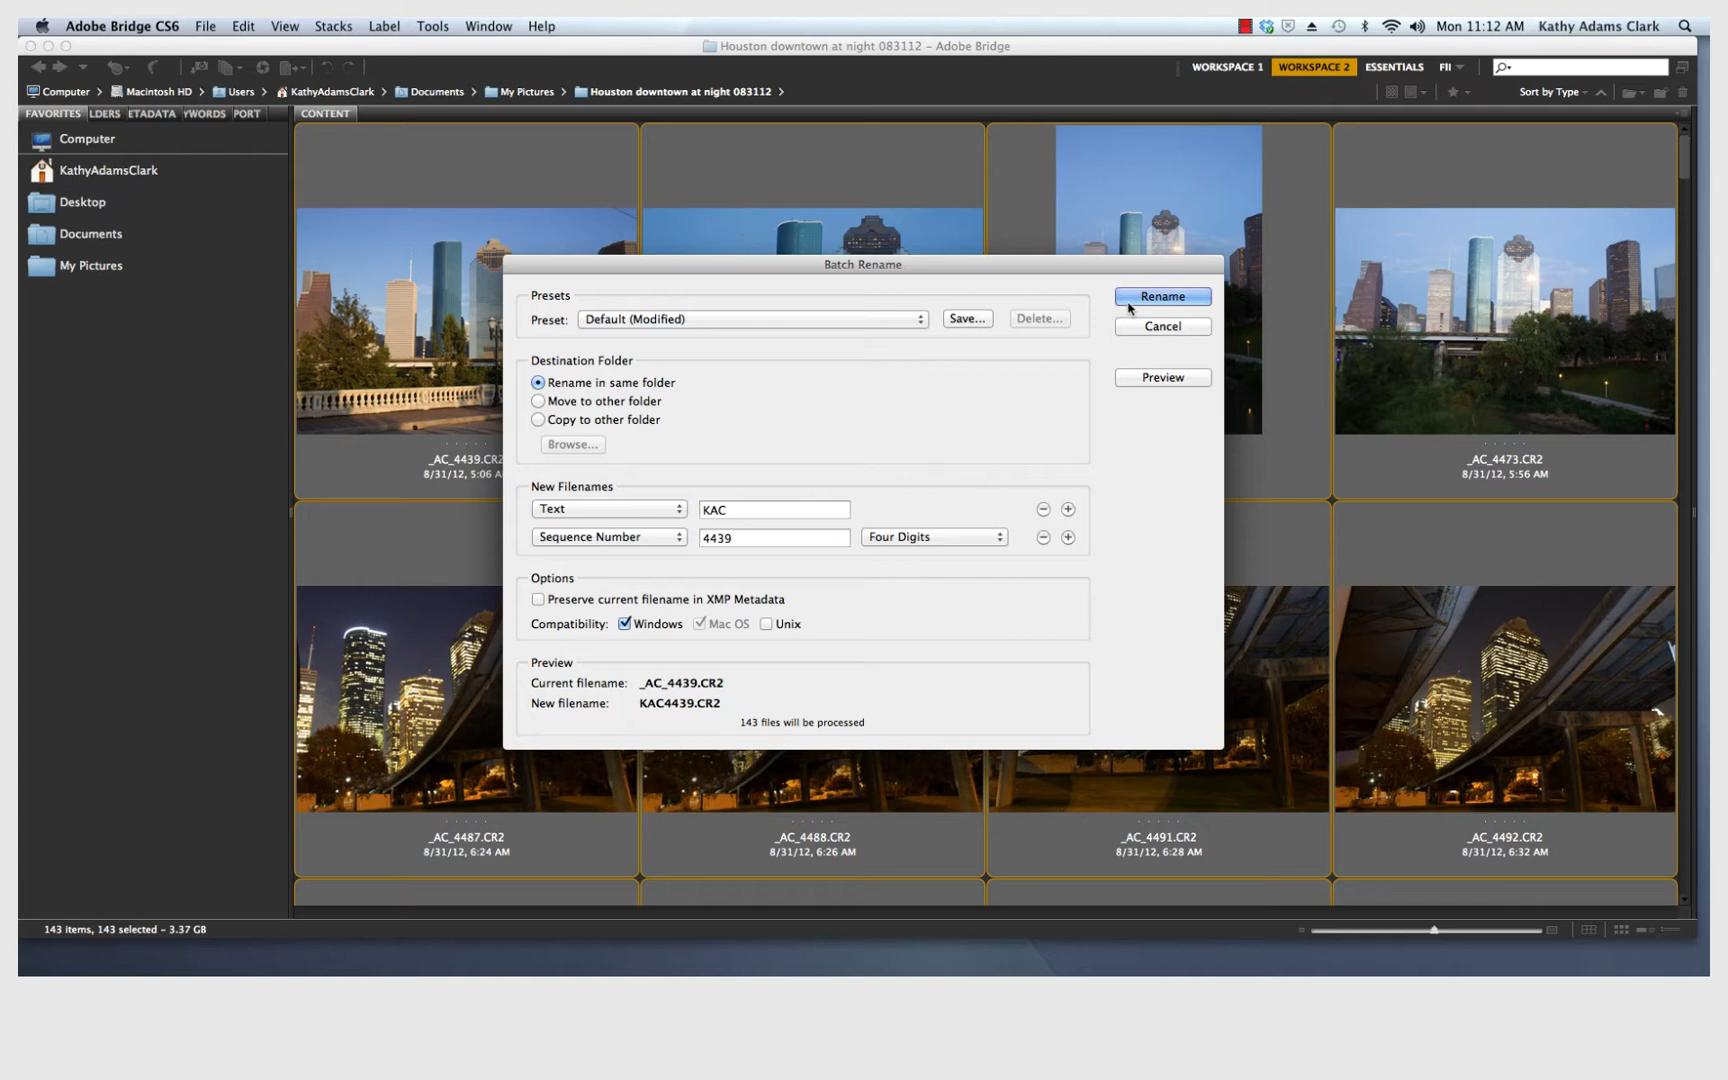 Adobe Bridge CS6 File Edit View Stacks Label Tools Window Help Mon 11:12 AM Kathy Adams Clark
Houston downtown at night 083112 – Adobe Bridge
WORKSPACE 1 WORKSPACE 2 ESSENTIALS FII
Computer Macintosh HD Users KathyAdamsClark Documents My Pictures Houston downtown at night 083112 Sort by Type
FAVORITES LDERS ETADATA YWORDS PORT CONTENT
Computer
KathyAdamsClark
Desktop
Documents
My Pictures
Batch Rename
Presets
Rename
Preset: Default (Modified) Save... Delete...
Cancel
Destination Folder
Preview
Rename in same folder
Move to other folder
Copy to other folder
Browse...
_AC_4439.CR2
8/31/12, 5:06 AM
_AC_4473.CR2
8/31/12, 5:56 AM
New Filenames
Text KAC
Sequence Number 4439 Four Digits
Options
Preserve current filename in XMP Metadata
Compatibility: Windows Mac OS Unix
Preview
Current filename: _AC_4439.CR2
New filename: KAC4439.CR2
143 files will be processed
_AC_4487.CR2
8/31/12, 6:24 AM
_AC_4488.CR2
8/31/12, 6:26 AM
_AC_4491.CR2
8/31/12, 6:28 AM
_AC_4492.CR2
8/31/12, 6:32 AM
143 items, 143 selected – 3.37 GB